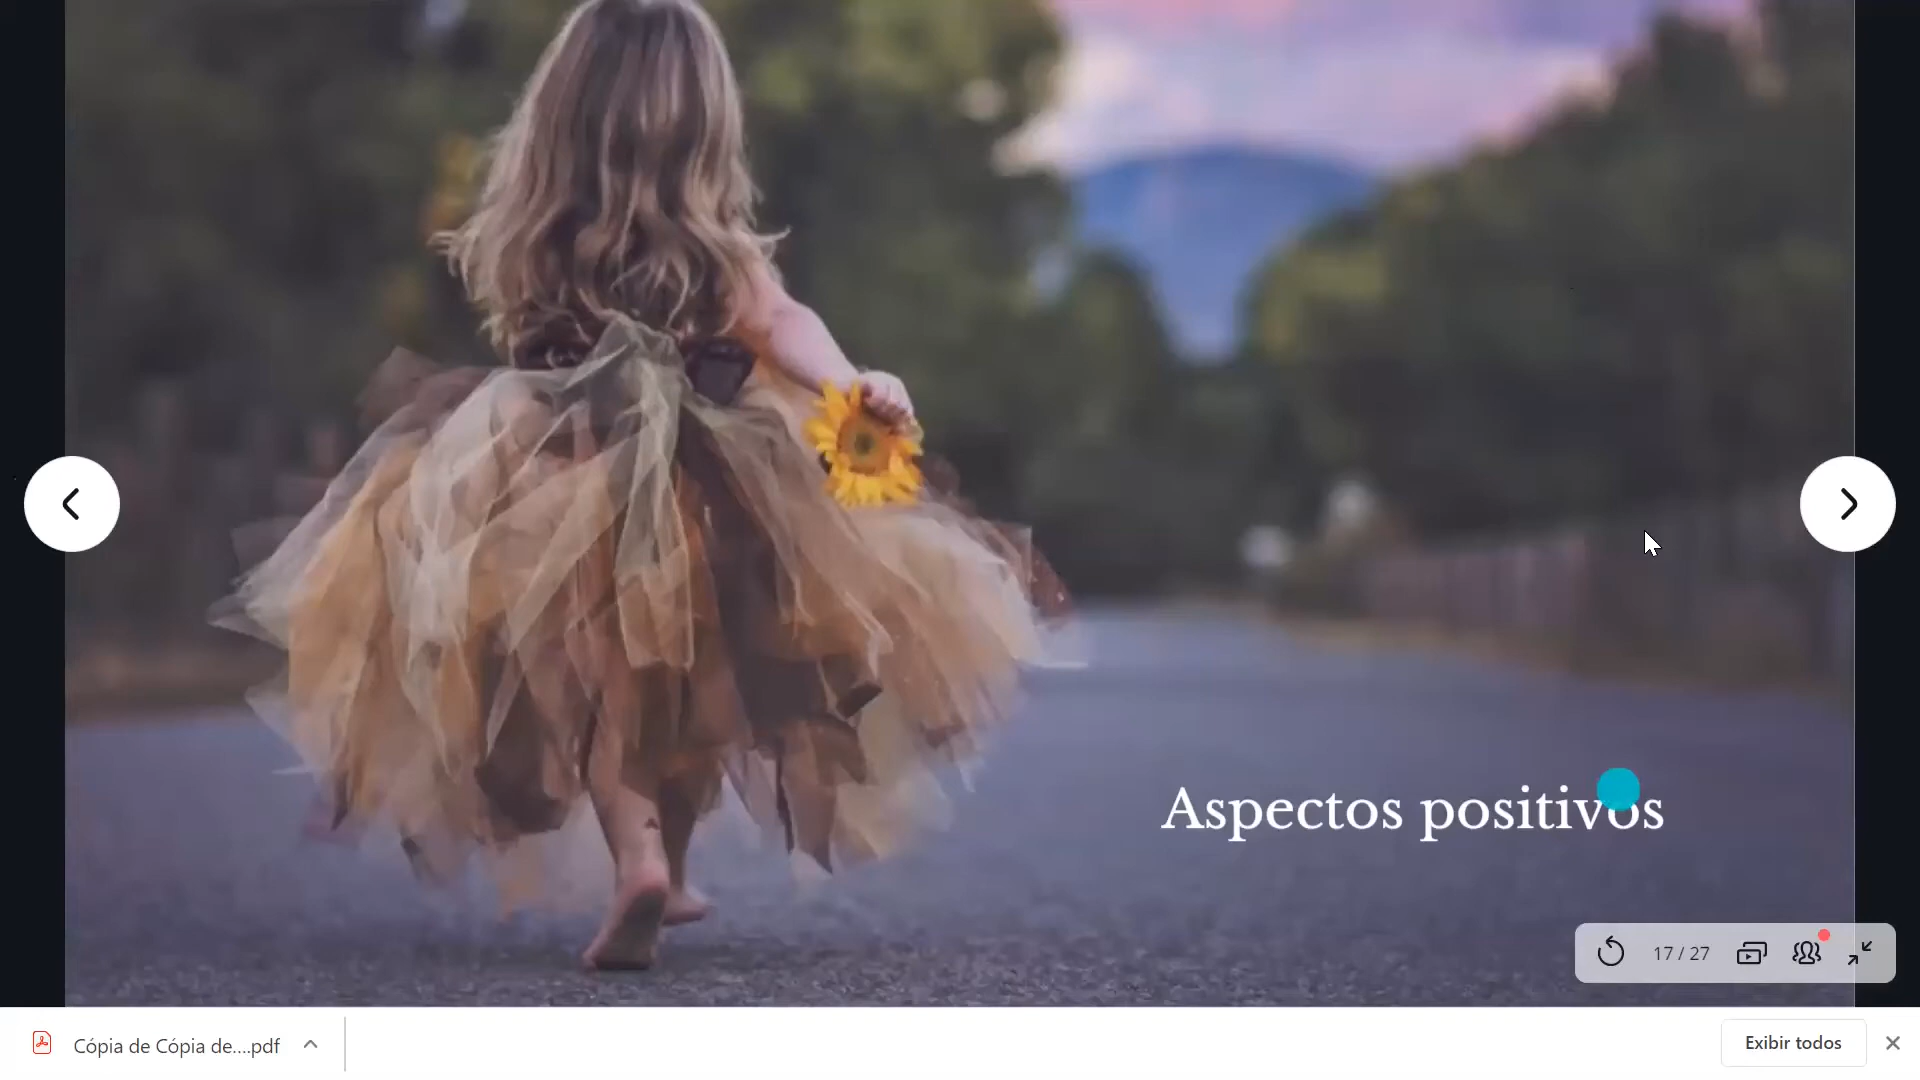 Aspectos positivos
17 / 27
Cópia de Cópia de....pdf
Exibir todos